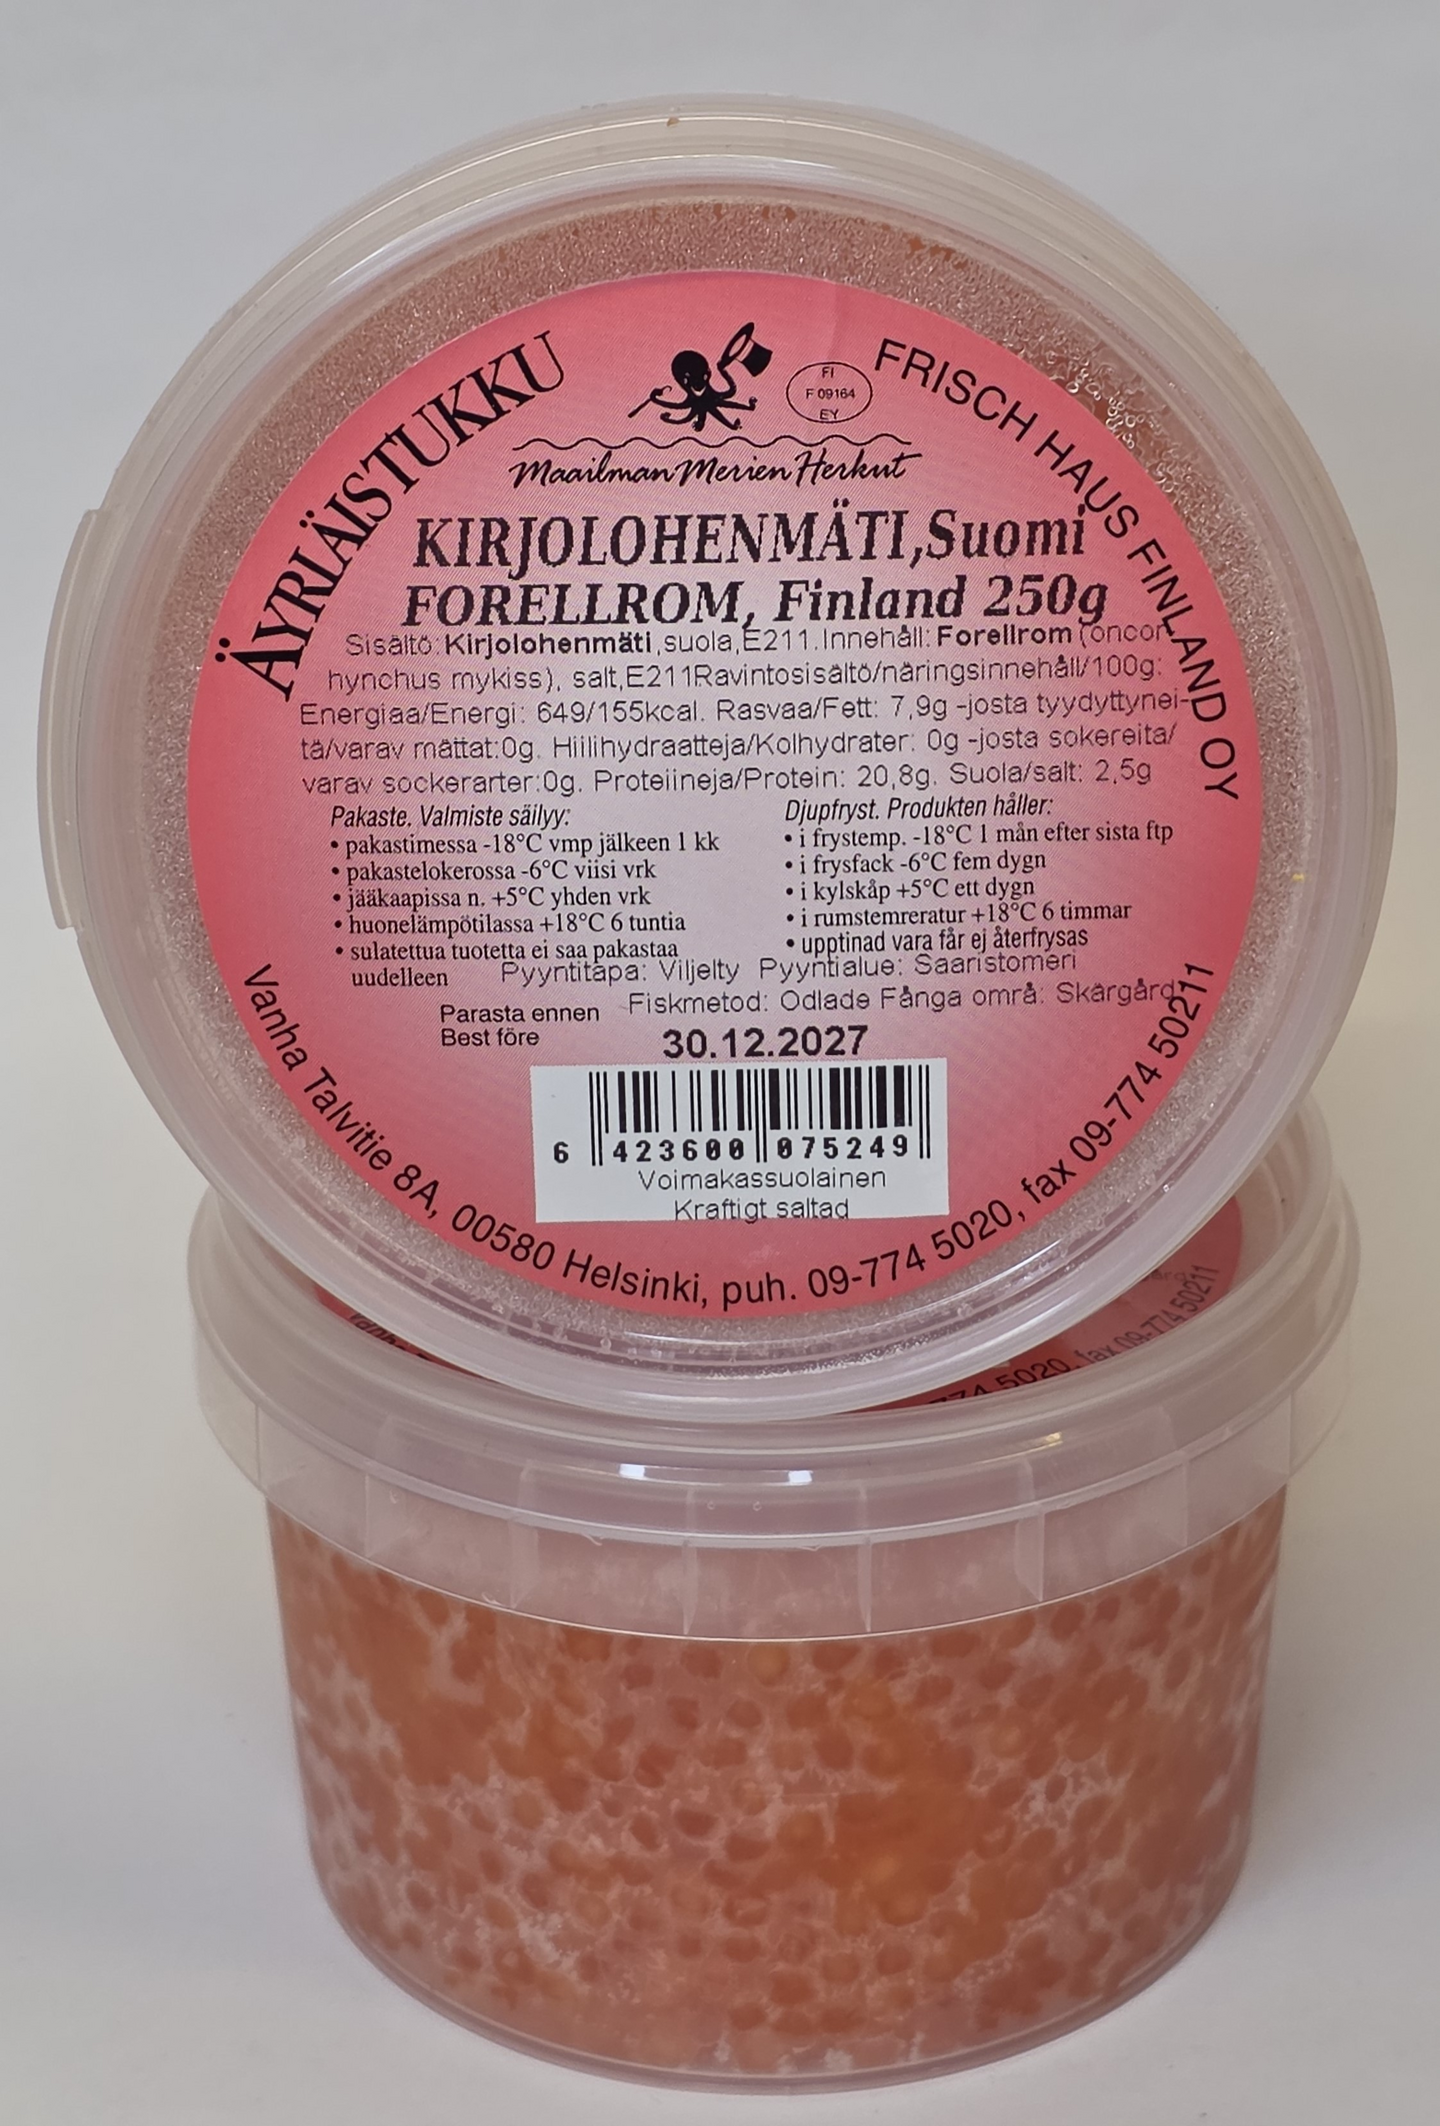 ÄYRIÄISTUKKU
FRISCH HAUS FINLAND OY
FI
F 09164
EY
Maailman Merien Herkut
KIRJOLOHENMÄTI,Suomi
FORELLROM, Finland 250g
Sisältö:Kirjolohenmäti,suola,E211.Innehåll:Forellrom (oncor
hynchus mykiss), salt,E211Ravintosisältö/näringsinnehåll/100g:
Energiaa/Energi: 649/155kcal. Rasvaa/Fett: 7,9g -josta tyydyttynei-
tä/varav mättat:0g. Hiilihydraatteja/Kolhydrater: 0g -josta sokereita/
varav sockerarter:0g. Proteiineja/Protein: 20,8g. Suola/salt: 2,5g
Pakaste. Valmiste säilyy:
• pakastimessa -18°C vmp jälkeen 1 kk
• pakastelokerossa -6°C viisi vrk
• jääkaapissa n. +5°C yhden vrk
• huonelämpötilassa +18°C 6 tuntia
• sulatettua tuotetta ei saa pakastaa
uudelleen
Djupfryst. Produkten håller:
• i frystemp. -18°C 1 mån efter sista ftp
• i frysfack -6°C fem dygn
• i kylskåp +5°C ett dygn
• i rumstemreratur +18°C 6 timmar
• upptinad vara får ej återfrysas
Pyyntitapa: Viljelty Pyyntialue: Saaristomeri
Fiskmetod: Odlade Fånga områ: Skärgård
Parasta ennen
Best före
30.12.2027
6 423600 075249
Voimakassuolainen
Kraftigt saltad
Vanha Talvitie 8A, 00580 Helsinki, puh. 09-774 5020, fax 09-774 50211
774 5020, fax 09-774 50211